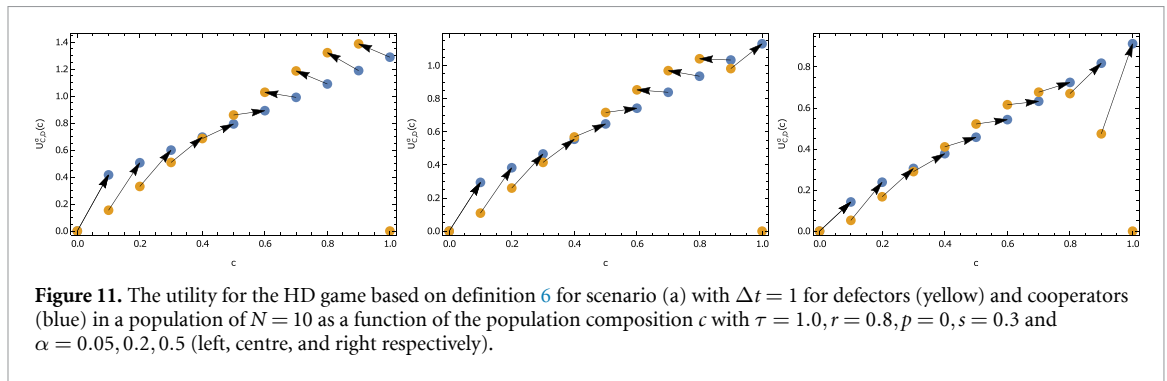 1.4
1.2
1.0
0.8
0.6
0.4
0.2
0.0
0.0 0.2 0.4 0.6 0.8 1.0
c
U^e_{C,D}(c)
1.0
0.8
0.6
0.4
0.2
0.0
0.0 0.2 0.4 0.6 0.8 1.0
c
U^e_{C,D}(c)
0.8
0.6
0.4
0.2
0.0
0.0 0.2 0.4 0.6 0.8 1.0
c
U^e_{C,D}(c)
Figure 11. The utility for the HD game based on definition 6 for scenario (a) with Δt = 1 for defectors (yellow) and cooperators
(blue) in a population of N = 10 as a function of the population composition c with τ = 1.0, r = 0.8, p = 0, s = 0.3 and
α = 0.05, 0.2, 0.5 (left, centre, and right respectively).